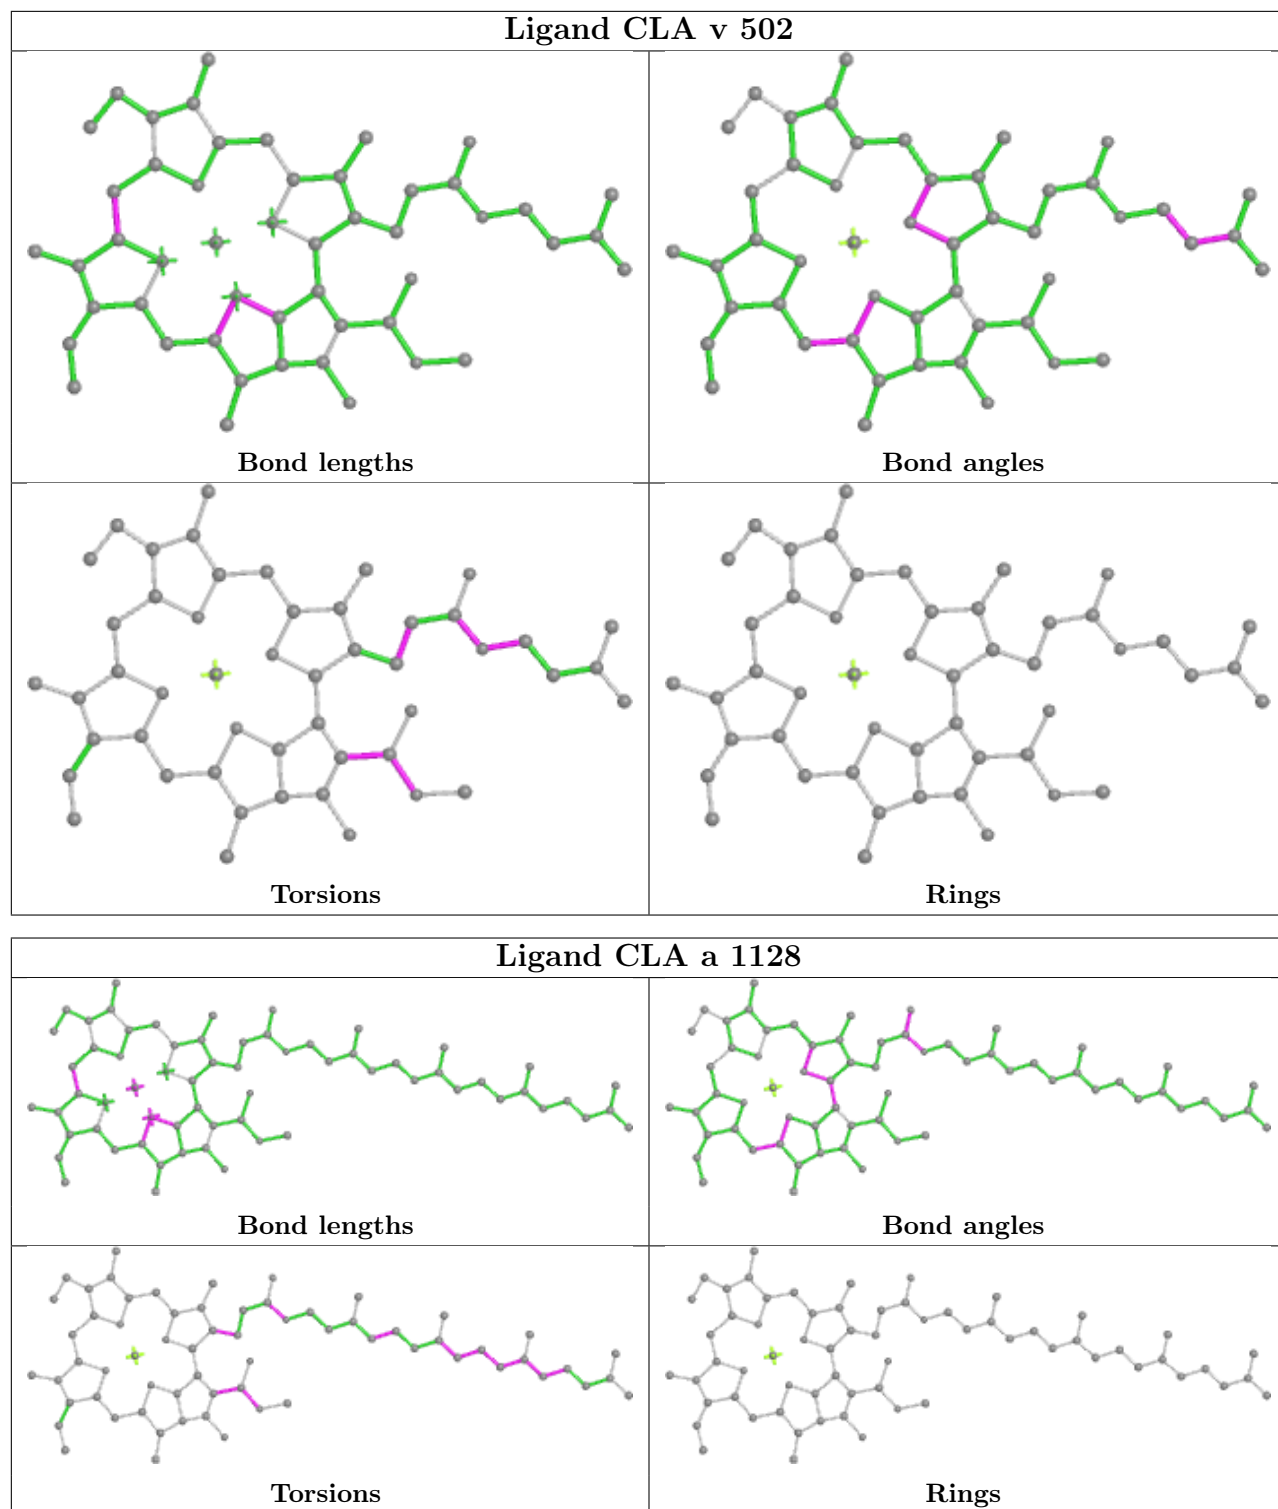 Ligand CLA v 502
Bond lengths
Bond angles
Torsions
Rings
Ligand CLA a 1128
Bond lengths
Bond angles
Torsions
Rings